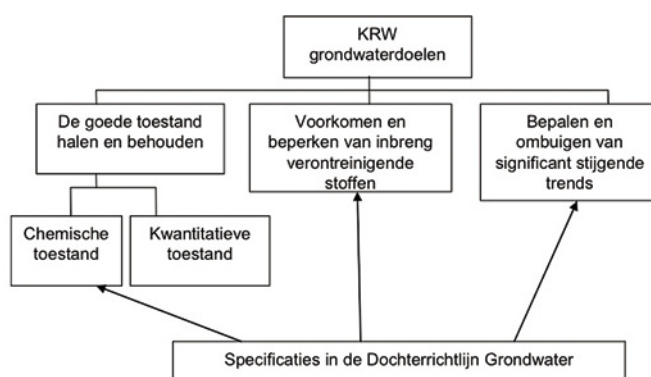 KRW
grondwaterdoelen
De goede toestand
halen en behouden
Voorkomen en
beperken van inbreng
verontreinigende
stoffen
Bepalen en
ombuigen van
significant stijgende
trends
Chemische
toestand
Kwantitatieve
toestand
Specificaties in de Dochterrichtlijn Grondwater